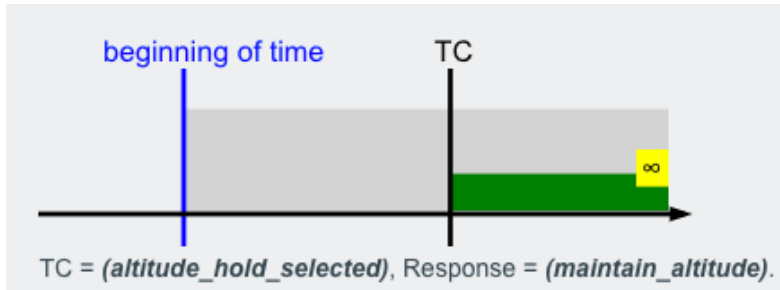 beginning of time TC
∞
TC = (altitude_hold_selected), Response = (maintain_altitude).